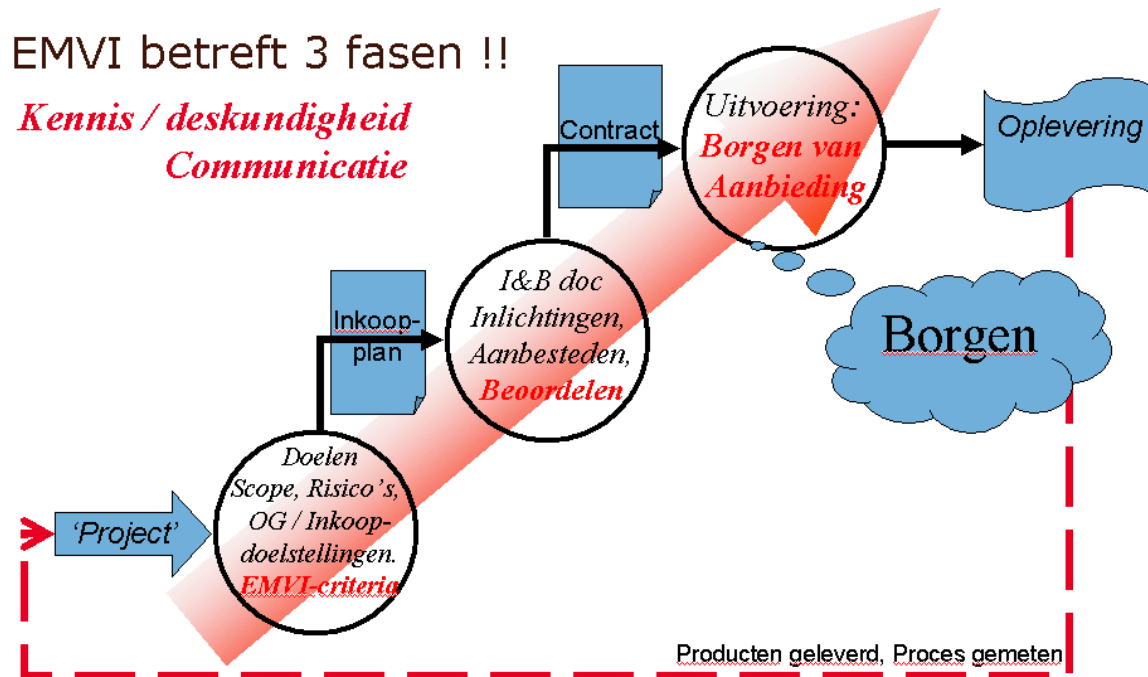 EMVI betreft 3 fasen !!
Kennis / deskundigheid
Communicatie
Contract
Uitvoering:
Borgen van
Aanbieding
Oplevering
Inkoop-
plan
I&B doc
Inlichtingen,
Aanbesteden,
Beoordelen
Borgen
'Project'
Doelen
Scope, Risico's,
OG / Inkoop-
doelstellingen.
EMVI-criteria
Producten geleverd, Proces gemeten